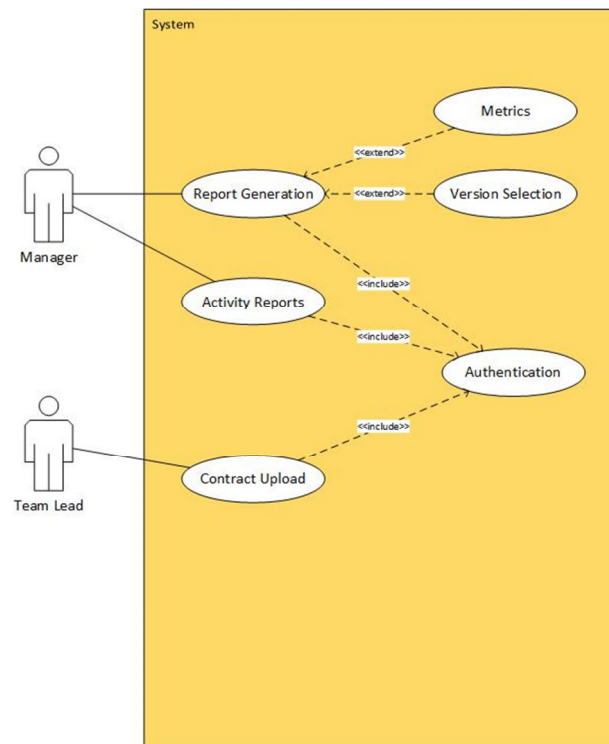 System
Metrics
<<extend>>
Report Generation
<<extend>>
Version Selection
Manager
<<include>>
Activity Reports
<<include>>
Authentication
<<include>>
Contract Upload
Team Lead